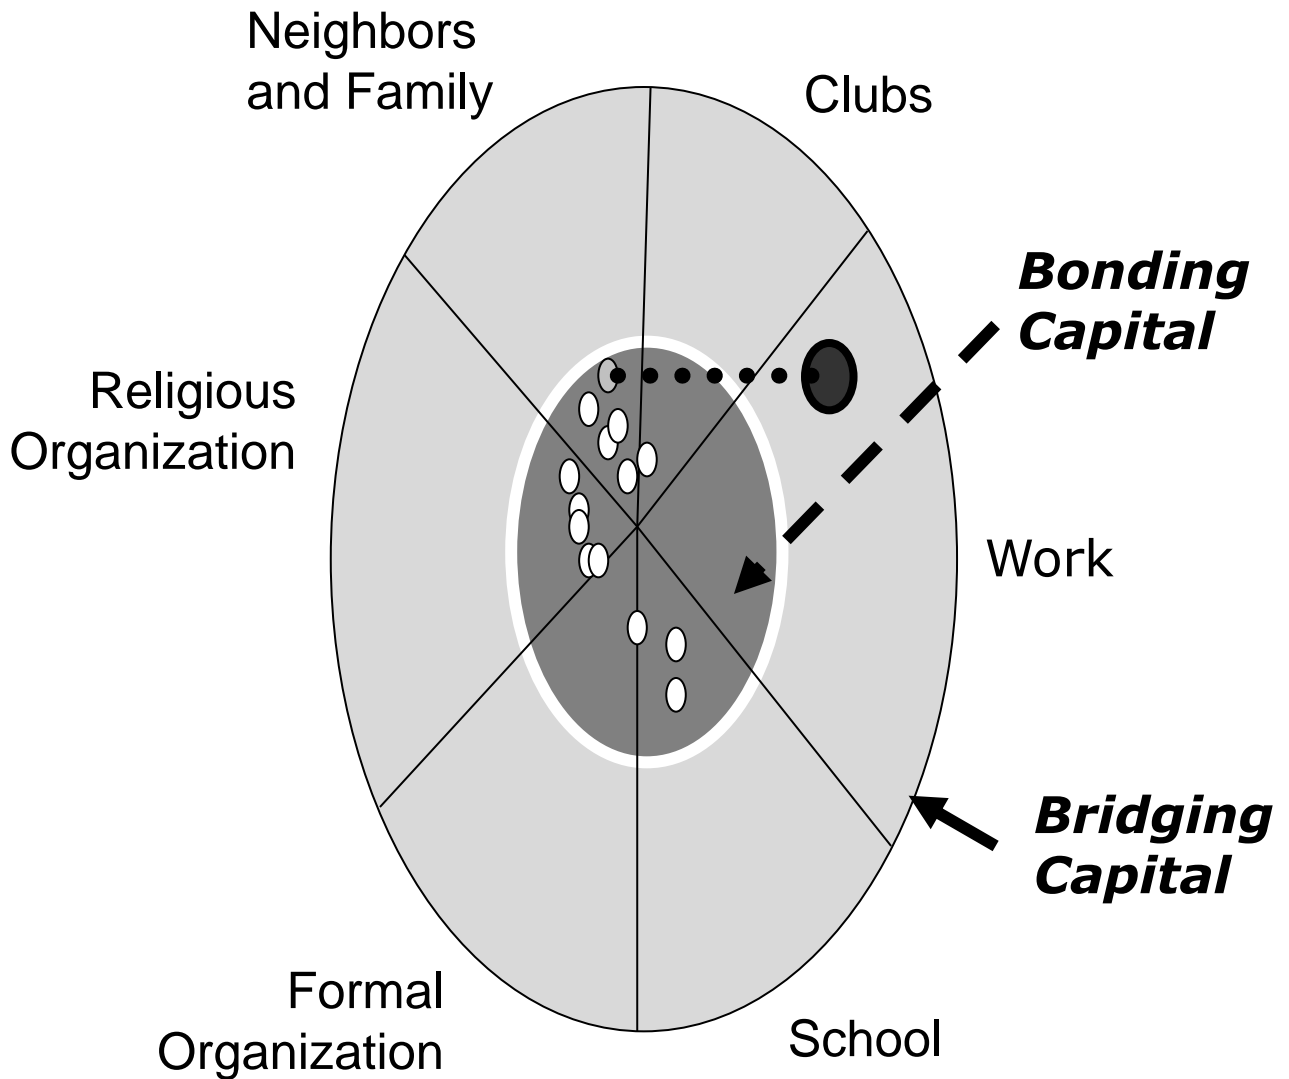 Neighbors
and Family
Clubs
Bonding
Capital
Religious
Organization
Work
Bridging
Capital
Formal
Organization
School